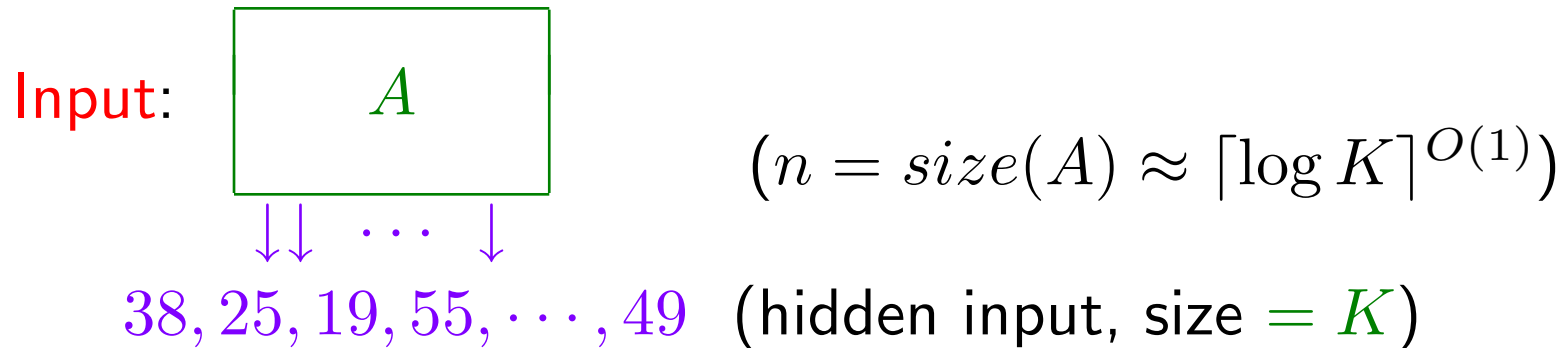 Input: A
(n = size(A) ≈ ⌈log K⌉^{O(1)})
↓↓ ⋯ ↓
38, 25, 19, 55, ⋯ , 49 (hidden input, size = K)